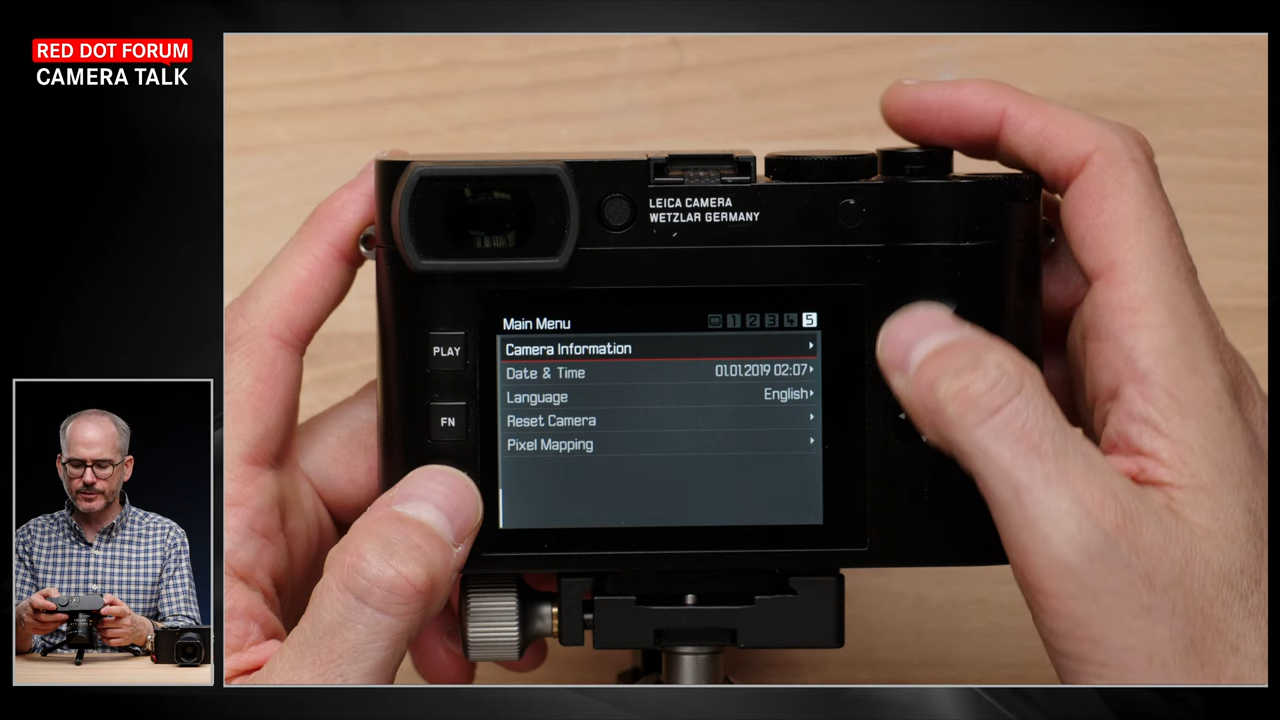 RED DOT FORUM
CAMERA TALK
LEICA CAMERA
WETZLAR GERMANY
PLAY
FN
Main Menu 1 2 3 4 5
Camera Information
Date & Time 01.01.2019 02:07
Language English
Reset Camera
Pixel Mapping